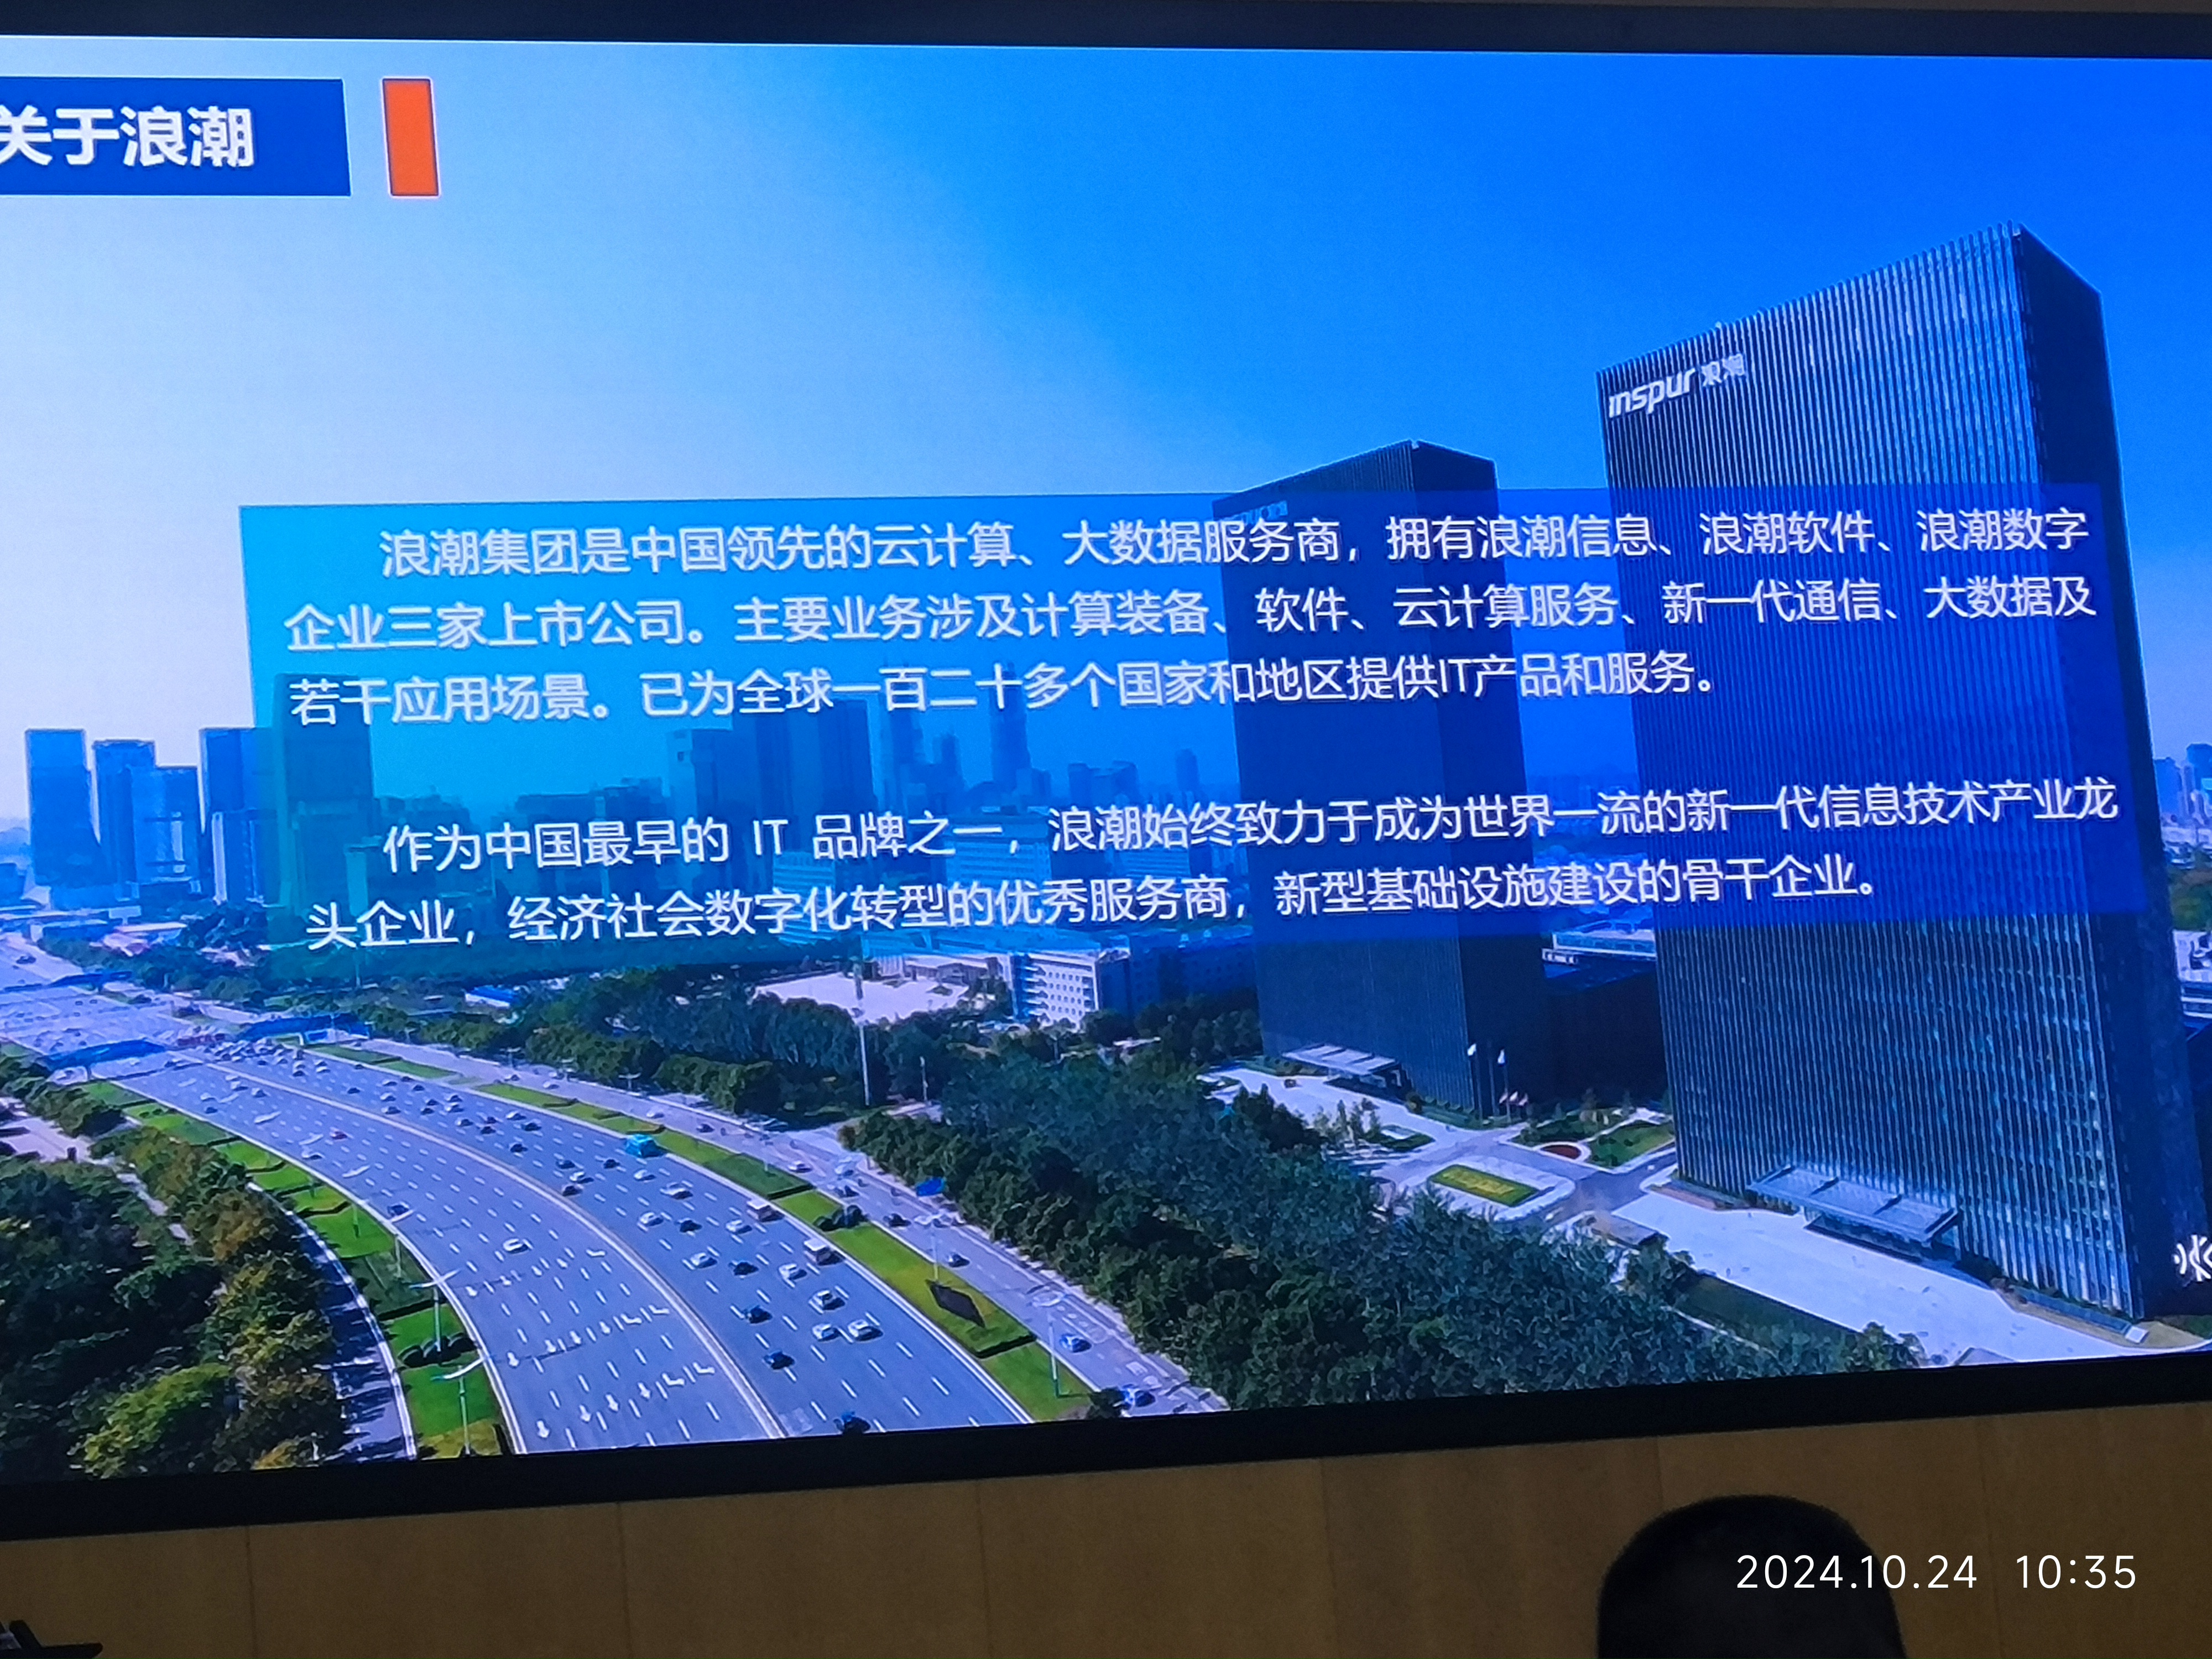 关于浪潮
inspur 浪潮
浪潮集团是中国领先的云计算、大数据服务商，拥有浪潮信息、浪潮软件、浪潮数字
企业三家上市公司。主要业务涉及计算装备、软件、云计算服务、新一代通信、大数据及
若干应用场景。已为全球一百二十多个国家和地区提供IT产品和服务。
作为中国最早的 IT 品牌之一，浪潮始终致力于成为世界一流的新一代信息技术产业龙
头企业，经济社会数字化转型的优秀服务商，新型基础设施建设的骨干企业。
2024.10.24 10:35